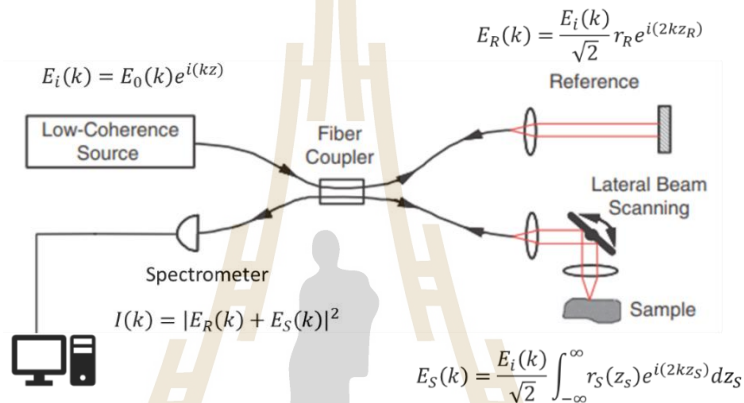 E_R(k) = \frac{E_i(k)}{\sqrt{2}} r_R e^{i(2kz_R)}
E_i(k) = E_0(k)e^{i(kz)}
Reference
Low-Coherence
Source
Fiber
Coupler
Lateral Beam
Scanning
Spectrometer
Sample
I(k) = |E_R(k) + E_S(k)|^2
E_S(k) = \frac{E_i(k)}{\sqrt{2}} \int_{-\infty}^{\infty} r_S(z_s)e^{i(2kz_S)}dz_S